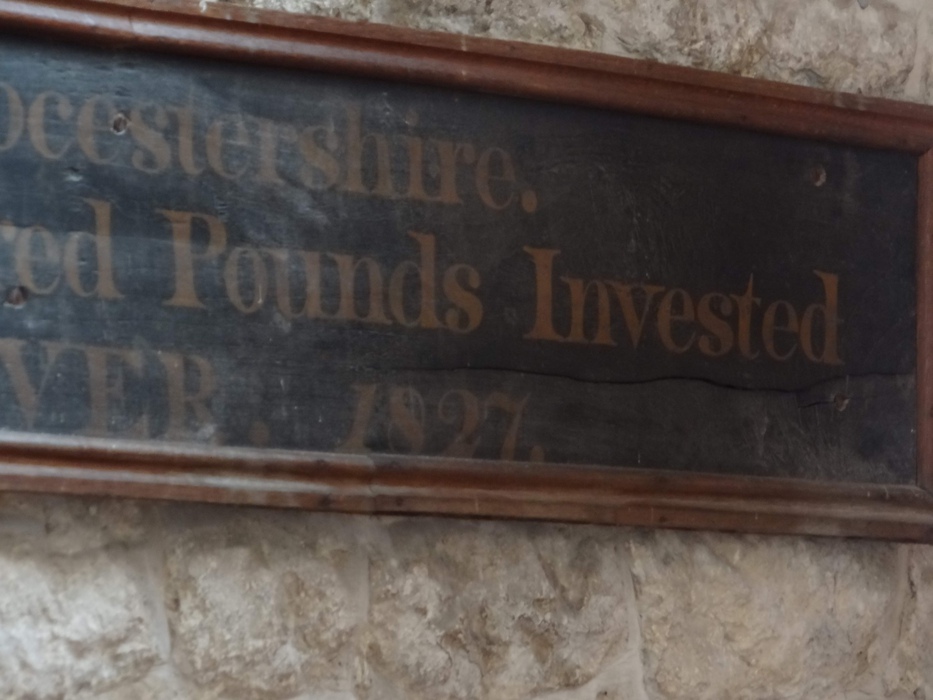 ocestershire.
red Pounds Invested
VER. 1827.